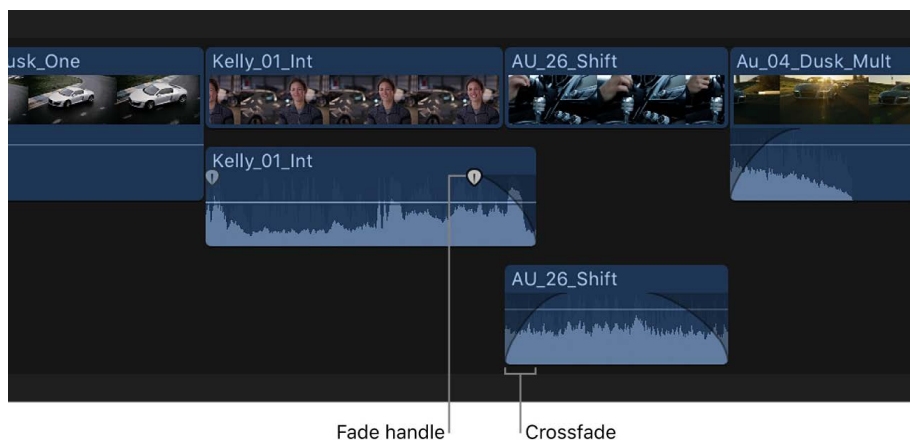 usk_One
Kelly_01_Int
AU_26_Shift
Au_04_Dusk_Mult
Kelly_01_Int
AU_26_Shift
Fade handle
Crossfade